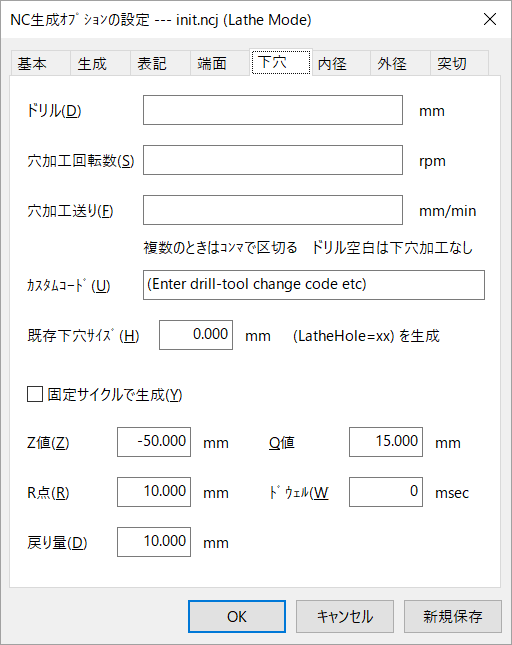 NC生成ｵﾌﾟｼｮﾝの設定 --- init.ncj (Lathe Mode)
基本 生成 表記 端面 下穴 内径 外径 突切
ドリル(D) mm
穴加工回転数(S) rpm
穴加工送り(F) mm/min
複数のときはｺﾝﾏで区切る ドリル空白は下穴加工なし
ｶｽﾀﾑｺｰﾄﾞ(U) (Enter drill-tool change code etc)
既存下穴ｻｲｽﾞ(H) 0.000 mm (LatheHole=xx) を生成
固定サイクルで生成(Y)
Z値(Z) -50.000 mm Q値 15.000 mm
R点(R) 10.000 mm ﾄﾞｳｪﾙ(W 0 msec
戻り量(D) 10.000 mm
OK キャンセル 新規保存